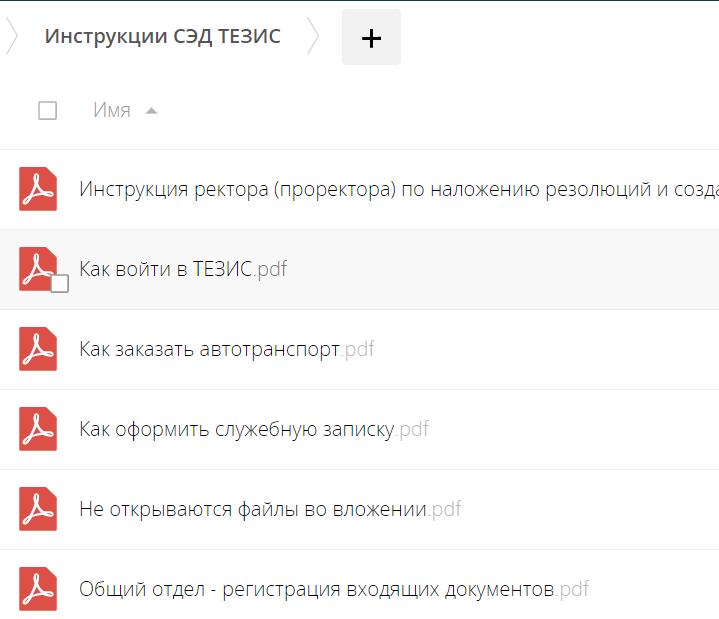 Инструкции СЭД ТЕЗИС
+
Имя
Инструкция ректора (проректора) по наложению резолюций и созда
Как войти в ТЕЗИС.pdf
Как заказать автотранспорт.pdf
Как оформить служебную записку.pdf
Не открываются файлы во вложении.pdf
Общий отдел - регистрация входящих документов.pdf